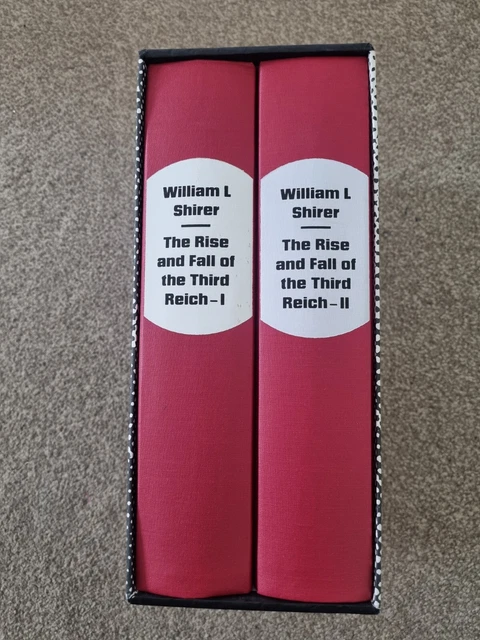 William L
Shirer
The Rise
and Fall of
the Third
Reich–I
William L
Shirer
The Rise
and Fall of
the Third
Reich–II